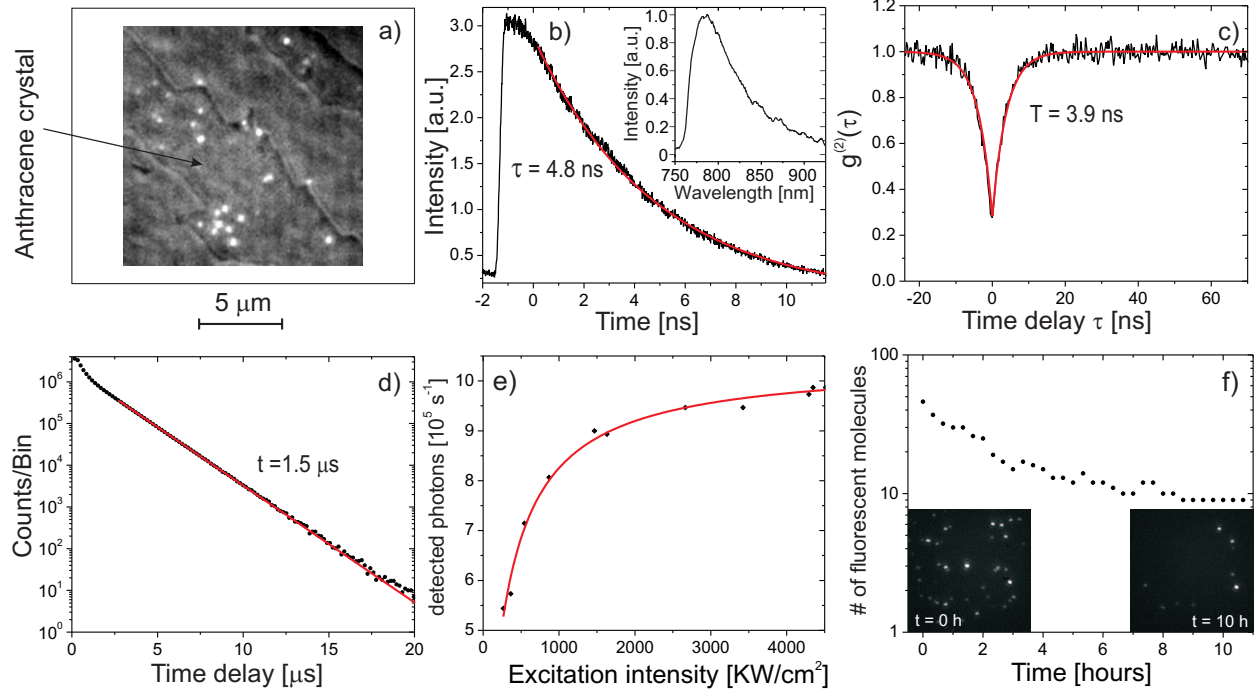 a)
Anthracene crystal
5 μm
b)
Intensity [a.u.]
3.0
2.5
2.0
1.5
1.0
0.5
τ = 4.8 ns
-2 0 2 4 6 8 10
Time [ns]
Intensity [a.u.]
1.0
0.8
0.6
0.4
0.2
0
750 800 850 900
Wavelength [nm]
c)
g(2)(τ)
1.2
1.0
0.8
0.6
0.4
0.2
0.0
T = 3.9 ns
-20 0 20 40 60
Time delay τ [ns]
d)
Counts/Bin
10^6
10^5
10^4
10^3
10^2
10^1
10^0
t =1.5 μs
0 5 10 15 20
Time delay [μs]
e)
detected photons [10^5 s^-1]
10
9
8
7
6
5
0 1000 2000 3000 4000
Excitation intensity [KW/cm²]
f)
# of fluorescent molecules
100
10
1
t = 0 h
t = 10 h
0 2 4 6 8 10
Time [hours]